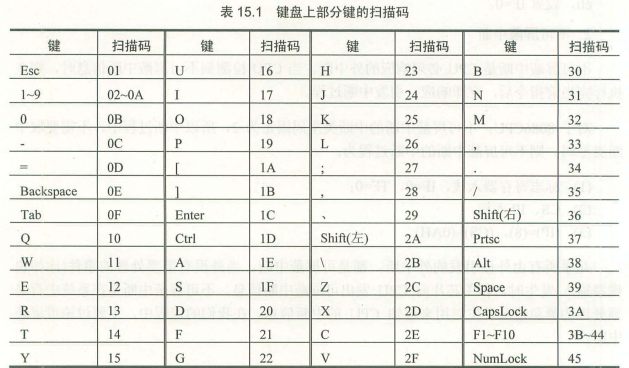 表 15.1 键盘上部分键的扫描码
键 扫描码 键 扫描码 键 扫描码 键 扫描码
Esc 01 U 16 H 23 B 30
1~9 02~0A I 17 J 24 N 31
0 0B O 18 K 25 M 32
- 0C P 19 L 26 , 33
= 0D [ 1A ; 27 . 34
Backspace 0E ] 1B , 28 / 35
Tab 0F Enter 1C 、 29 Shift(右) 36
Q 10 Ctrl 1D Shift(左) 2A Prtsc 37
W 11 A 1E \ 2B Alt 38
E 12 S 1F Z 2C Space 39
R 13 D 20 X 2D CapsLock 3A
T 14 F 21 C 2E F1~F10 3B~44
Y 15 G 22 V 2F NumLock 45